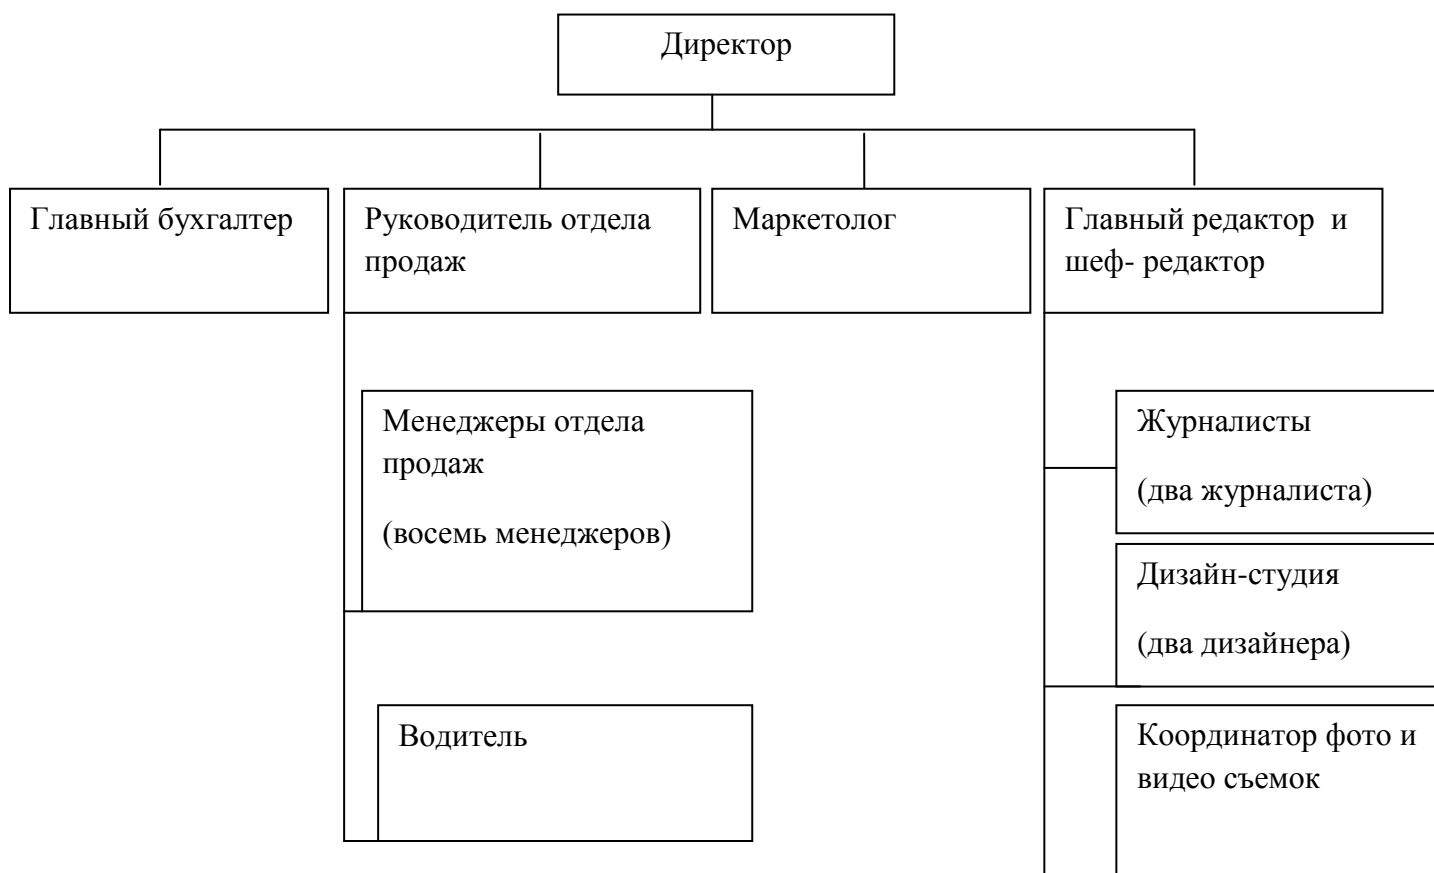 Директор
Главный бухгалтер
Руководитель отдела
продаж
Маркетолог
Главный редактор  и
шеф- редактор
Менеджеры отдела
продаж
(восемь менеджеров)
Водитель
Журналисты
(два журналиста)
Дизайн-студия
(два дизайнера)
Координатор фото и
видео съемок